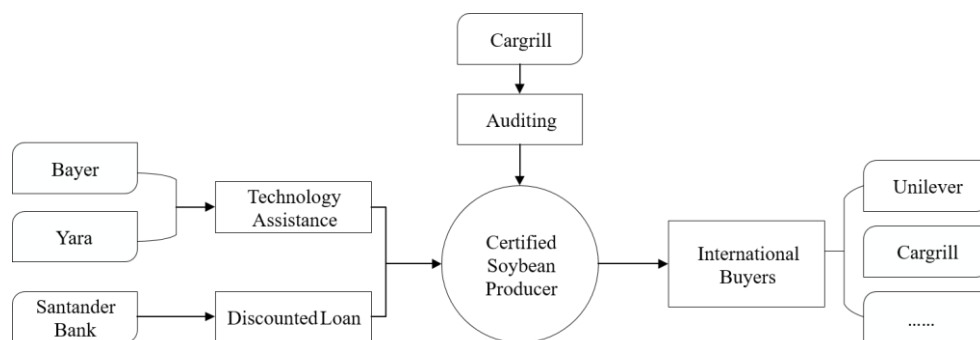 Cargrill
Auditing
Bayer
Yara
Technology
Assistance
Santander
Bank
Discounted Loan
Certified
Soybean
Producer
International
Buyers
Unilever
Cargrill
......